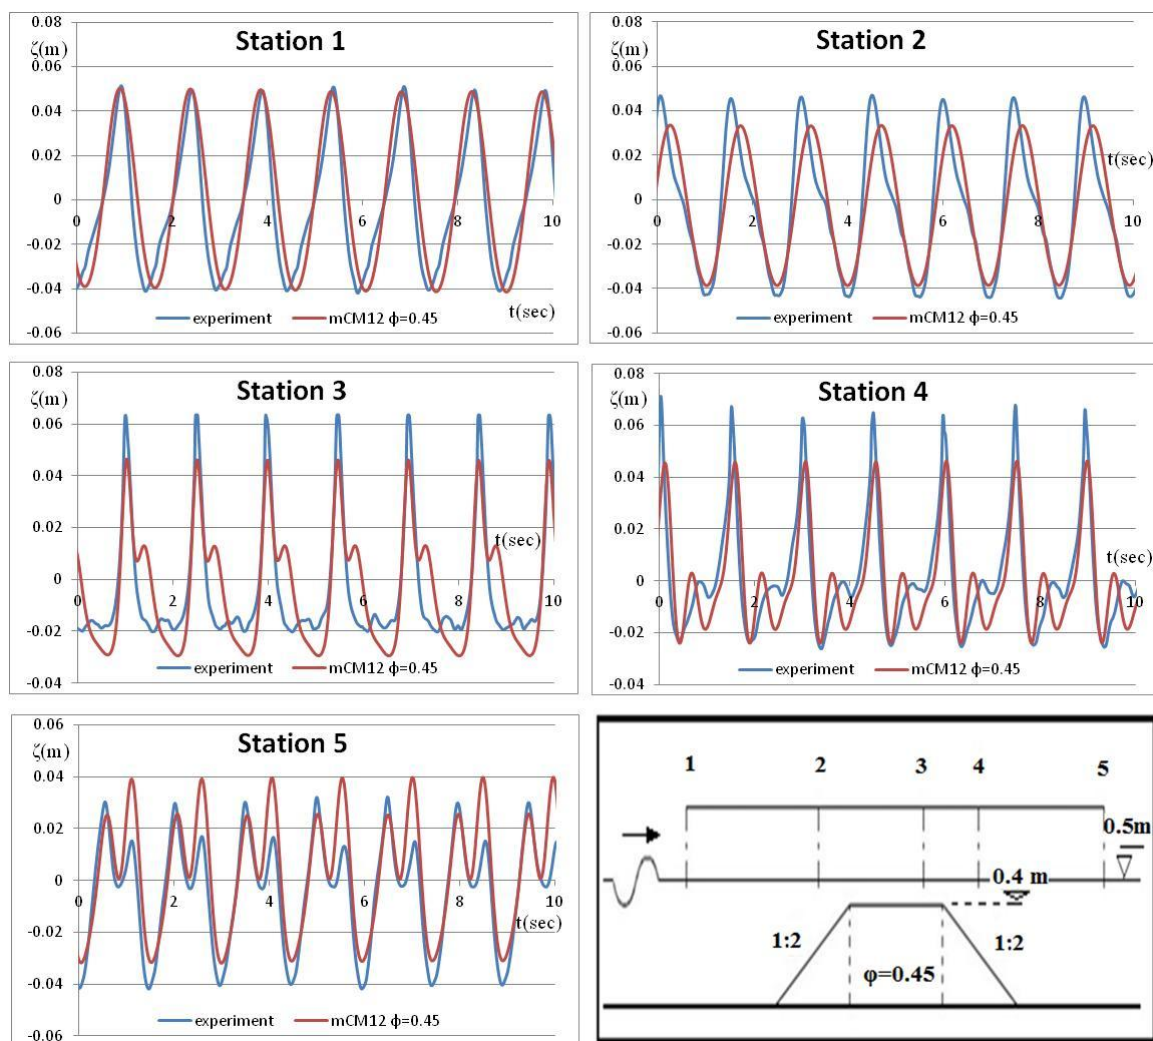 Station 1
ζ(m)
0.08
0.06
0.04
0.02
0
-0.02
-0.04
-0.06
0 2 4 6 8 10
t(sec)
experiment mCM12 ϕ=0.45
Station 2
ζ(m)
0.08
0.06
0.04
0.02
0
-0.02
-0.04
-0.06
t(sec)
0 2 4 6 8 10
experiment mCM12 ϕ=0.45
Station 3
ζ(m)
0.08
0.06
0.04
0.02
0
-0.02
-0.04
t(sec)
0 2 4 6 8 10
experiment mCM12 ϕ=0.45
Station 4
ζ(m)
0.08
0.06
0.04
0.02
0
-0.02
-0.04
t(sec)
0 2 4 6 8 10
experiment mCM12 ϕ=0.45
Station 5
ζ(m)
0.06
0.04
0.02
0
-0.02
-0.04
-0.06
0 2 4 6 8 10
t(sec)
experiment mCM12 ϕ=0.45
1 2 3 4 5
0.5m
0.4 m
1:2 1:2
φ=0.45